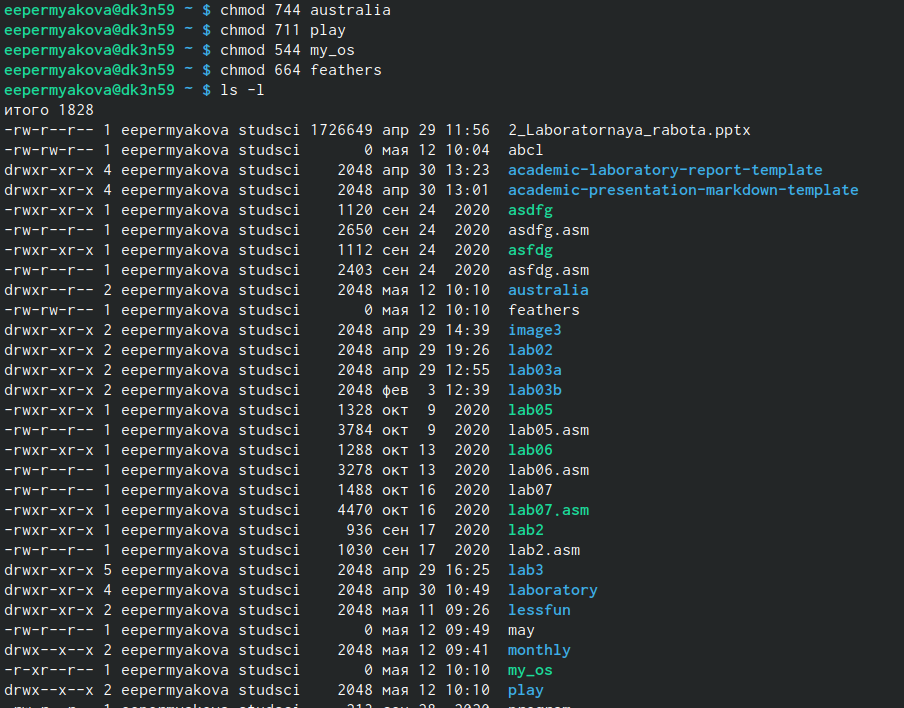 eepermyakova@dk3n59 ~ $ chmod 744 australia
eepermyakova@dk3n59 ~ $ chmod 711 play
eepermyakova@dk3n59 ~ $ chmod 544 my_os
eepermyakova@dk3n59 ~ $ chmod 664 feathers
eepermyakova@dk3n59 ~ $ ls -l
итого 1828
-rw-r--r-- 1 eepermyakova studsci 1726649 апр 29 11:56 2_Laboratornaya_rabota.pptx
-rw-rw-r-- 1 eepermyakova studsci 0 мая 12 10:04 abcl
drwxr-xr-x 4 eepermyakova studsci 2048 апр 30 13:23 academic-laboratory-report-template
drwxr-xr-x 4 eepermyakova studsci 2048 апр 30 13:01 academic-presentation-markdown-template
-rwxr-xr-x 1 eepermyakova studsci 1120 сен 24 2020 asdfg
-rw-r--r-- 1 eepermyakova studsci 2650 сен 24 2020 asdfg.asm
-rwxr-xr-x 1 eepermyakova studsci 1112 сен 24 2020 asfdg
-rw-r--r-- 1 eepermyakova studsci 2403 сен 24 2020 asfdg.asm
drwxr--r-- 2 eepermyakova studsci 2048 мая 12 10:10 australia
-rw-rw-r-- 1 eepermyakova studsci 0 мая 12 10:10 feathers
drwxr-xr-x 2 eepermyakova studsci 2048 апр 29 14:39 image3
drwxr-xr-x 2 eepermyakova studsci 2048 апр 29 19:26 lab02
drwxr-xr-x 2 eepermyakova studsci 2048 апр 29 12:55 lab03a
drwxr-xr-x 2 eepermyakova studsci 2048 фев 3 12:39 lab03b
-rwxr-xr-x 1 eepermyakova studsci 1328 окт 9 2020 lab05
-rw-r--r-- 1 eepermyakova studsci 3784 окт 9 2020 lab05.asm
-rwxr-xr-x 1 eepermyakova studsci 1288 окт 13 2020 lab06
-rw-r--r-- 1 eepermyakova studsci 3278 окт 13 2020 lab06.asm
-rw-r--r-- 1 eepermyakova studsci 1488 окт 16 2020 lab07
-rwxr-xr-x 1 eepermyakova studsci 4470 окт 16 2020 lab07.asm
-rwxr-xr-x 1 eepermyakova studsci 936 сен 17 2020 lab2
-rw-r--r-- 1 eepermyakova studsci 1030 сен 17 2020 lab2.asm
drwxr-xr-x 5 eepermyakova studsci 2048 апр 29 16:25 lab3
drwxr-xr-x 4 eepermyakova studsci 2048 апр 30 10:49 laboratory
drwxr-xr-x 2 eepermyakova studsci 2048 мая 11 09:26 lessfun
-rw-r--r-- 1 eepermyakova studsci 0 мая 12 09:49 may
drwx--x--x 2 eepermyakova studsci 2048 мая 12 09:41 monthly
-r-xr--r-- 1 eepermyakova studsci 0 мая 12 10:10 my_os
drwx--x--x 2 eepermyakova studsci 2048 мая 12 10:10 play